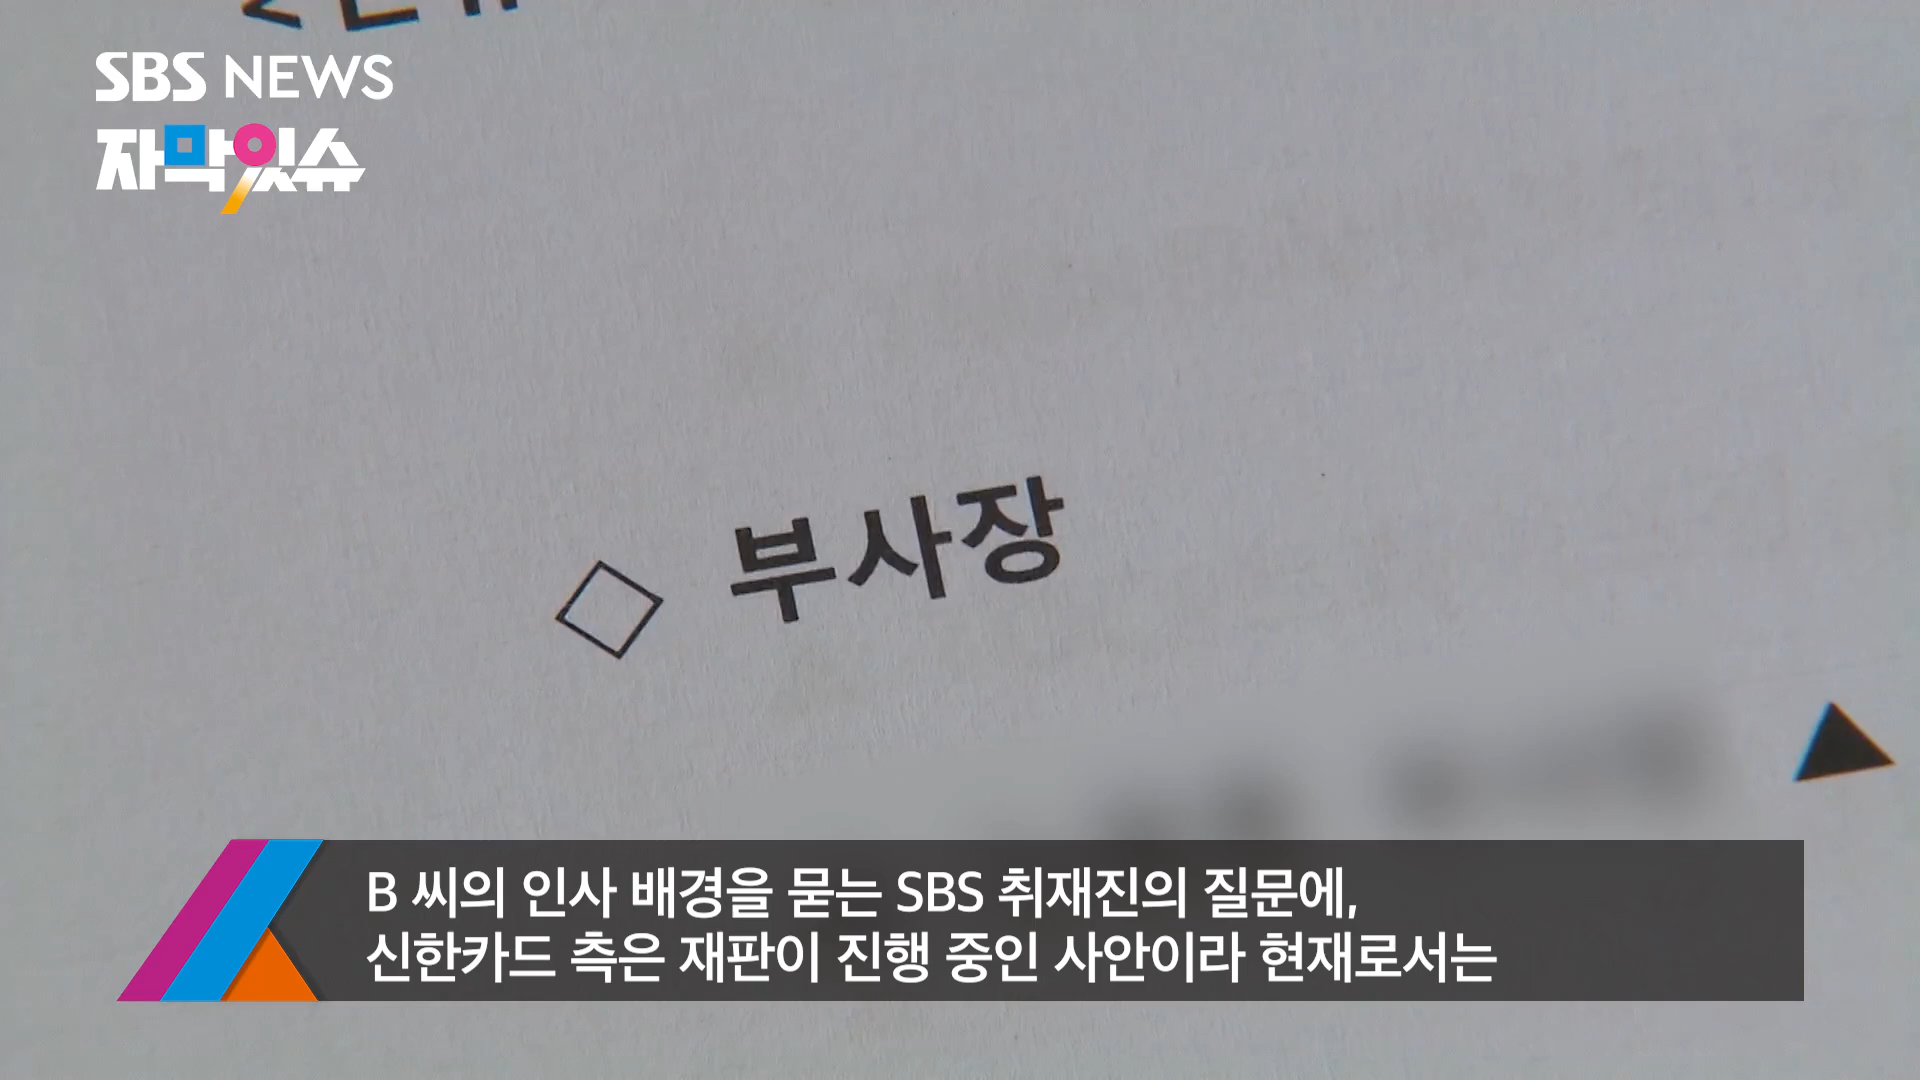 SBS NEWS
자막있슈
◇ 부사장
▲
B 씨의 인사 배경을 묻는 SBS 취재진의 질문에,
신한카드 측은 재판이 진행 중인 사안이라 현재로서는